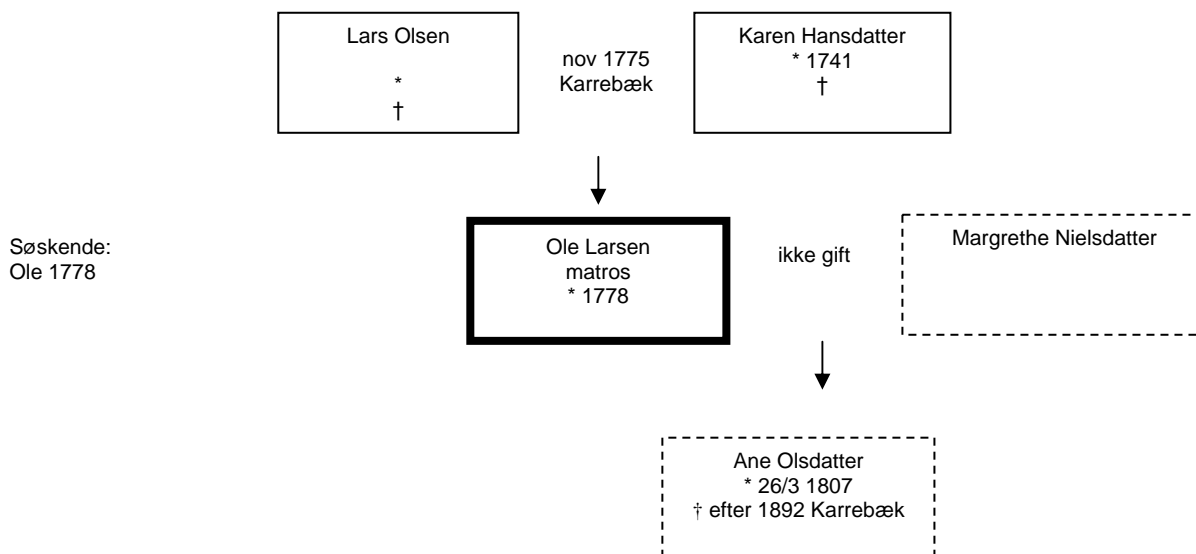 Lars Olsen
*
†
nov 1775
Karrebæk
Karen Hansdatter
* 1741
†
Søskende:
Ole 1778
Ole Larsen
matros
* 1778
ikke gift
Margrethe Nielsdatter
Ane Olsdatter
* 26/3 1807
† efter 1892 Karrebæk